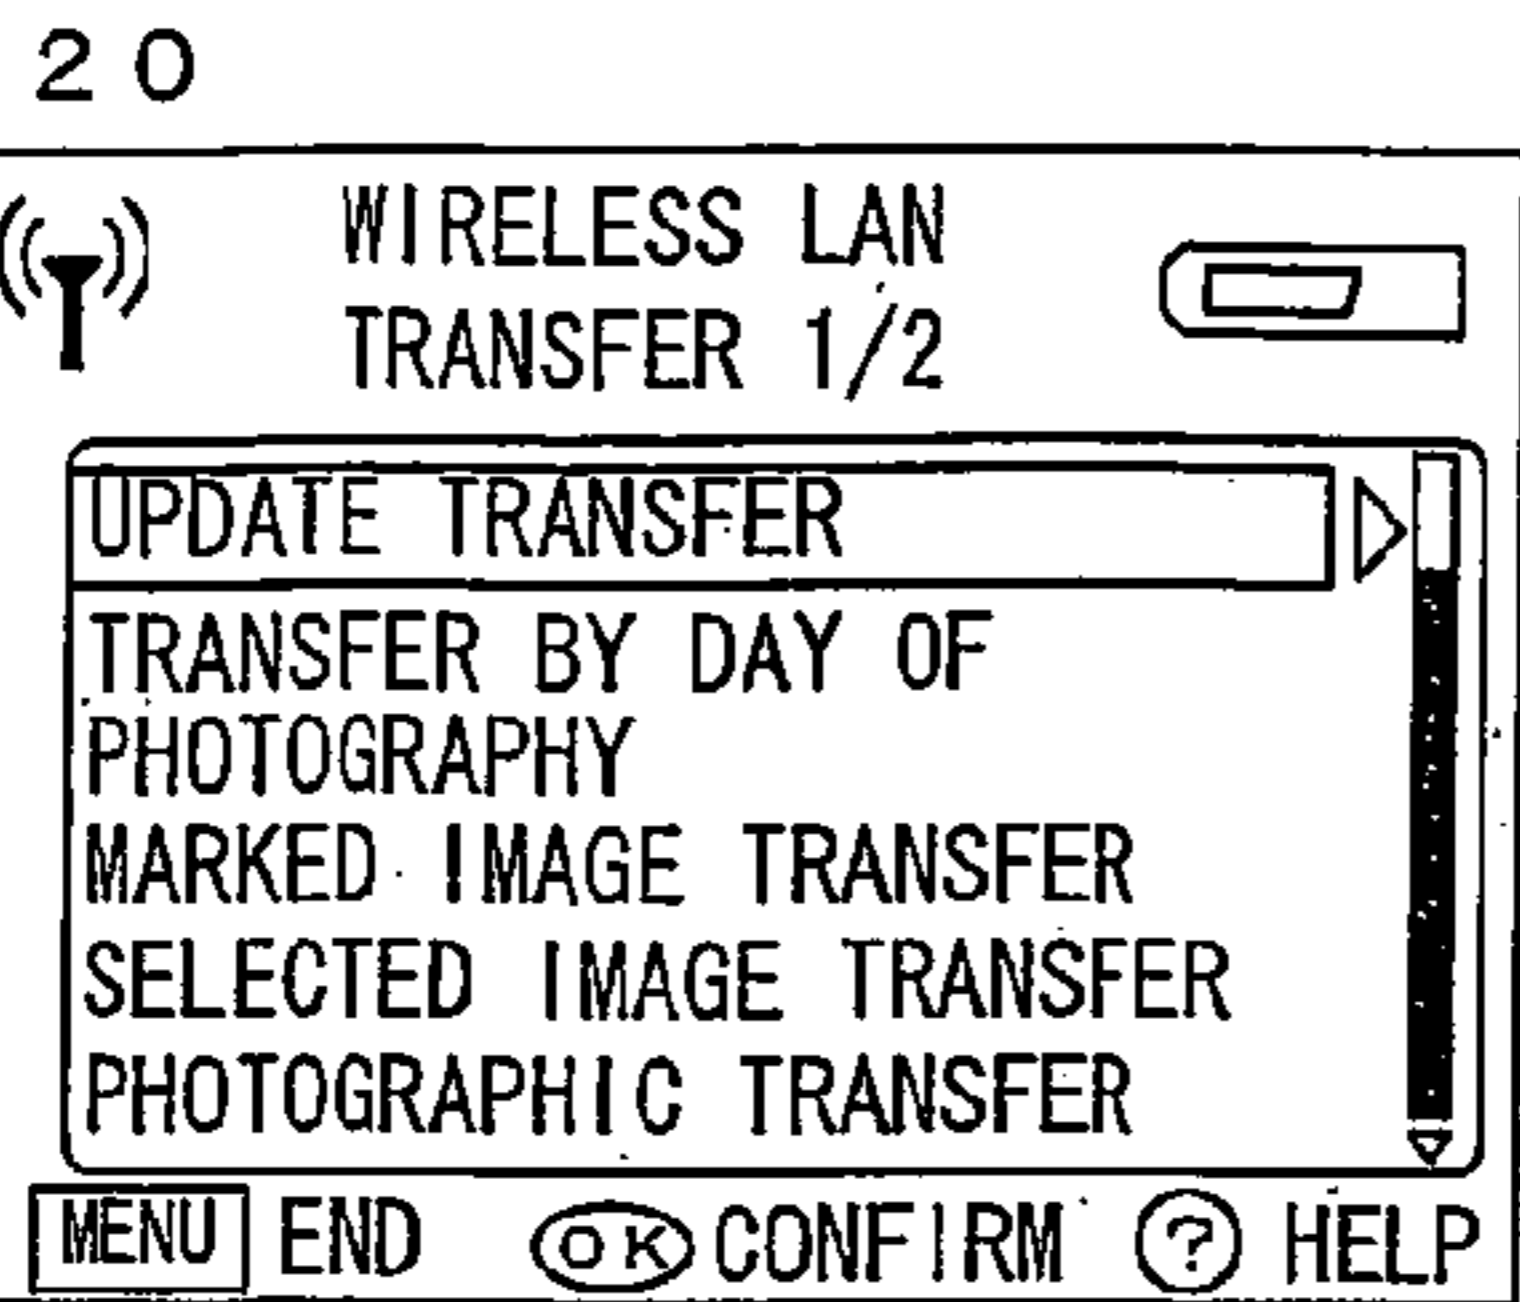 20
WIRELESS LAN
TRANSFER 1/2
UPDATE TRANSFER
TRANSFER BY DAY OF
PHOTOGRAPHY
MARKED IMAGE TRANSFER
SELECTED IMAGE TRANSFER
PHOTOGRAPHIC TRANSFER
MENU END OK CONFIRM ? HELP